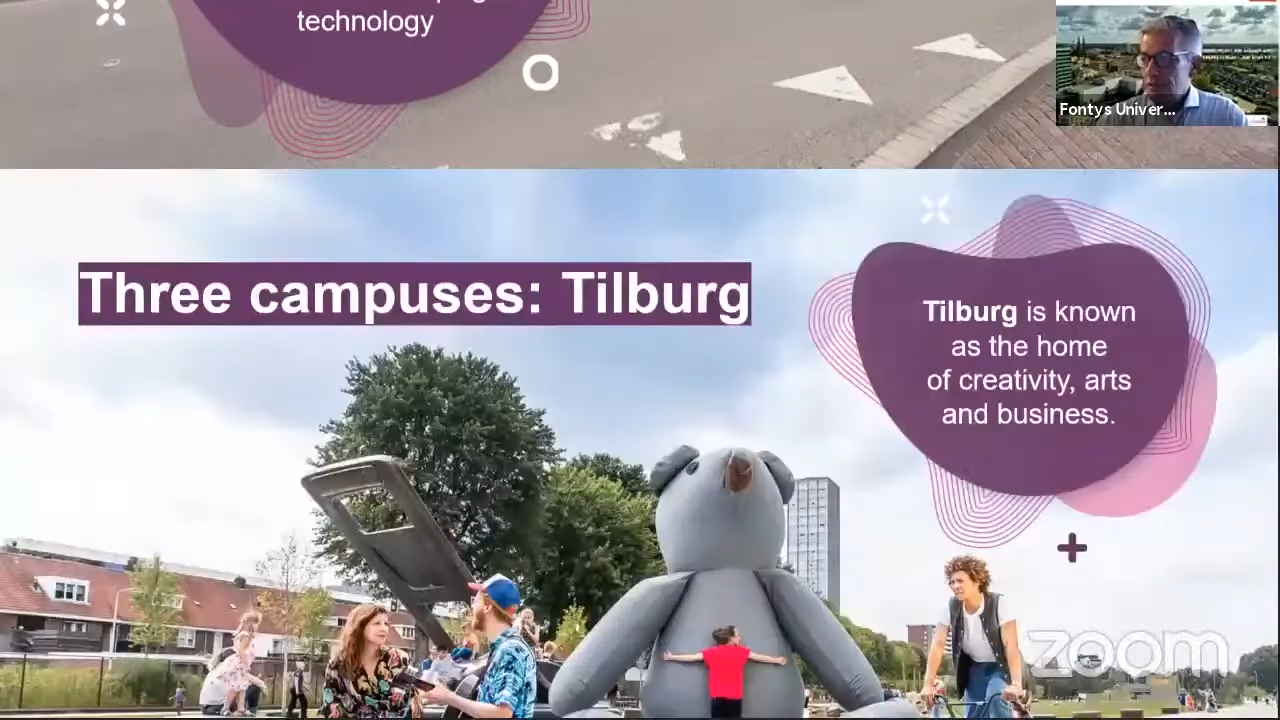 technology
Fontys Univer...
Three campuses: Tilburg
Tilburg is known
as the home
of creativity, arts
and business.
zoom